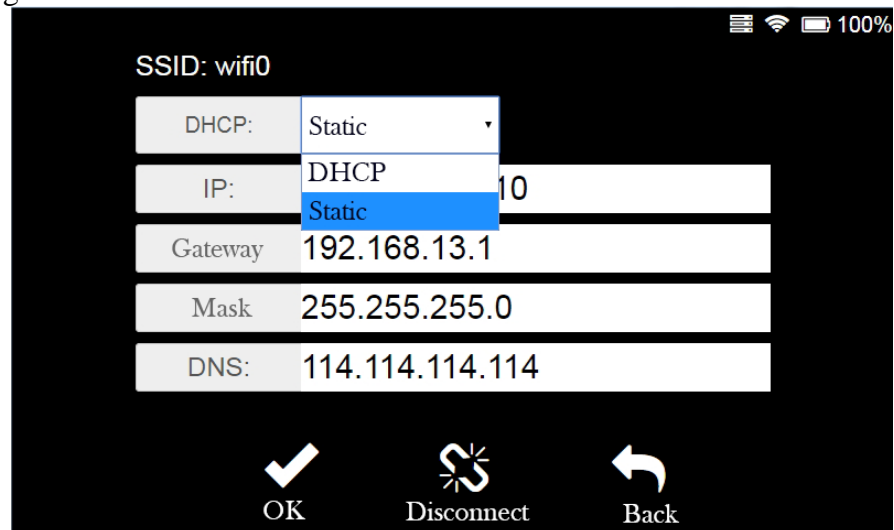 100%
SSID: wifi0
DHCP: Static
DHCP
IP: 10
Static
Gateway 192.168.13.1
Mask 255.255.255.0
DNS: 114.114.114.114
OK Disconnect Back